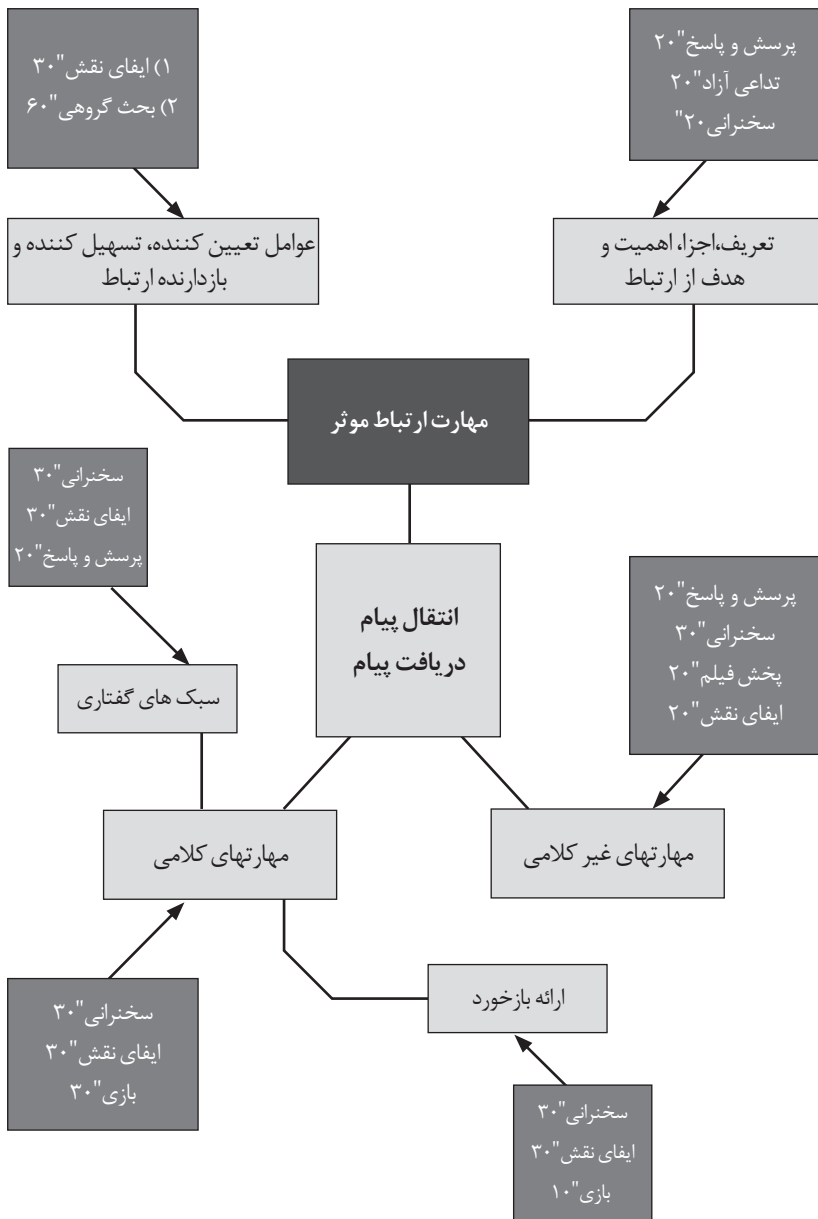 پرسش و پاسخ"۲۰
تداعی آزاد"۲۰
سخنرانی۲۰"
۱) ایفای نقش"۳۰
۲) بحث گروهی"۶۰
تعریف،اجزا، اهمیت و
هدف از ارتباط
عوامل تعیین کننده، تسهیل کننده و
بازدارنده ارتباط
مهارت ارتباط موثر
سخنرانی"۳۰
ایفای نقش"۳۰
پرسش و پاسخ"۲۰
انتقال پیام
دریافت پیام
پرسش و پاسخ"۲۰
سخنرانی"۳۰
پخش فیلم"۲۰
ایفای نقش"۲۰
سبک های گفتاری
مهارتهای غیر کلامی
مهارتهای کلامی
ارائه بازخورد
سخنرانی"۳۰
ایفای نقش"۳۰
بازی"۳۰
سخنرانی"۳۰
ایفای نقش"۳۰
بازی"۱۰